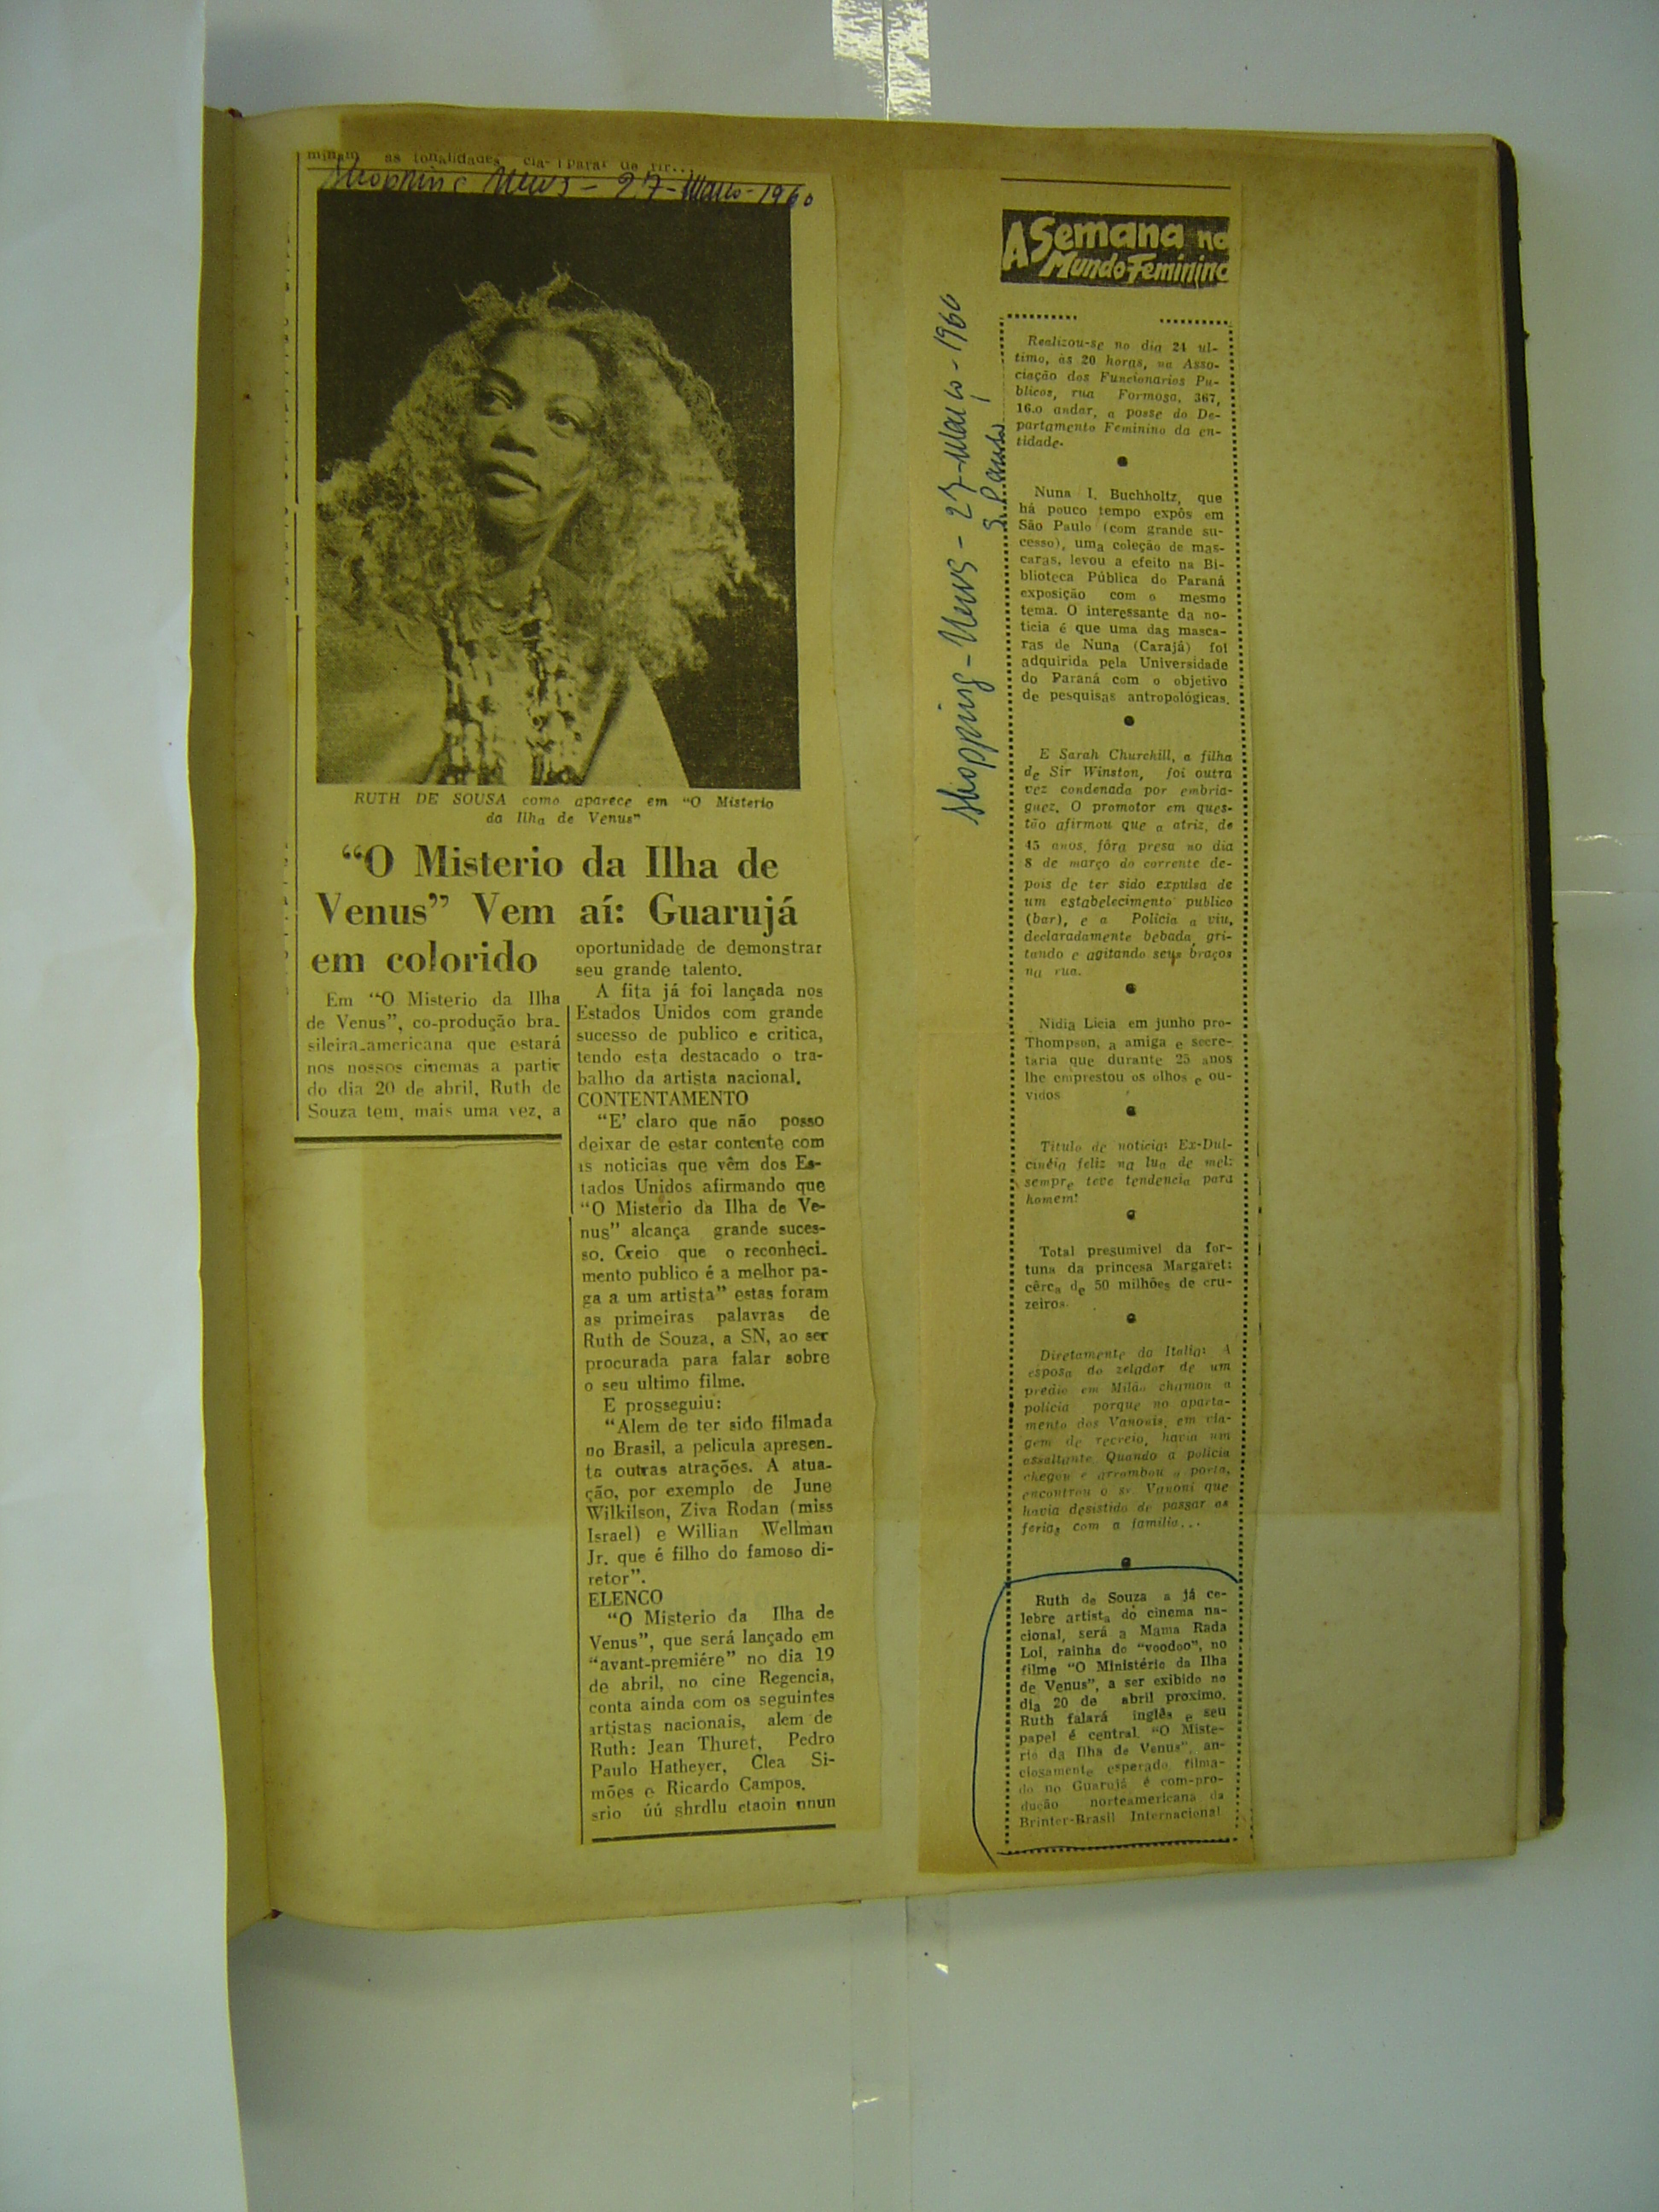 minam as tonalidades cla-
Shopping News - 27 - Março - 1960
RUTH DE SOUSA como aparece em "O Misterio
da Ilha de Venus"
"O Misterio da Ilha de
Venus" Vem aí: Guarujá
em colorido
Em "O Misterio da Ilha
de Venus", co-produção bra-
sileira-americana que estará
nos nossos cinemas a partir
do dia 20 de abril, Ruth de
Souza tem, mais uma vez, a
oportunidade de demonstrar
seu grande talento.
A fita já foi lançada nos
Estados Unidos com grande
sucesso de publico e critica,
tendo esta destacado o tra-
balho da artista nacional.
CONTENTAMENTO
"E' claro que não posso
deixar de estar contente com
is noticias que vêm dos Es-
tados Unidos afirmando que
"O Misterio da Ilha de Ve-
nus" alcança grande suces-
so. Creio que o reconheci-
mento publico é a melhor pa-
ga a um artista" estas foram
as primeiras palavras de
Ruth de Souza, a SN, ao ser
procurada para falar sobre
o seu ultimo filme.
E prosseguiu:
"Alem de ter sido filmada
no Brasil, a pelicula apresen-
ta outras atrações. A atua-
ção, por exemplo de June
Wilkilson, Ziva Rodan (miss
Israel) e Willian Wellman
Jr. que é filho do famoso di-
retor".
ELENCO
"O Misterio da Ilha de
Venus", que será lançado em
"avant-premiére" no dia 19
de abril, no cine Regencia,
conta ainda com os seguintes
artistas nacionais, alem de
Ruth: Jean Thuret, Pedro
Paulo Hatheyer, Clea Si-
mões e Ricardo Campos.
srio úú shrdlu etaoin unun
Shopping-News - 27-Março-1960
S. Paulo
A Semana no
Mundo Feminino
Realizou-se no dia 21 ul-
timo, às 20 horas, na Asso-
ciação dos Funcionarios Pu-
blicos, rua Formosa, 367,
16.o andar, a posse do De-
partamento Feminino da en-
tidade.
Nuna I. Buchholtz, que
há pouco tempo expôs em
São Paulo (com grande su-
cesso), uma coleção de mas-
caras, levou a efeito na Bi-
blioteca Pública do Paraná
exposição com o mesmo
tema. O interessante da no-
ticia é que uma das masca-
ras de Nuna (Carajá) foi
adquirida pela Universidade
do Paraná com o objetivo
de pesquisas antropológicas.
E Sarah Churchill, a filha
de Sir Winston, foi outra
vez condenada por embria-
guez. O promotor em ques-
tão afirmou que a atriz, de
45 anos, fôra presa no dia
8 de março do corrente de-
pois de ter sido expulsa de
um estabelecimento publico
(bar), e a Policia a viu,
declaradamente bebada, gri-
tando e agitando seus braços
na rua.
Nidia Licia em junho pro-
Thompson, a amiga e secre-
taria que durante 25 anos
lhe emprestou os olhos e ou-
vidos
Titulo de noticia: Ex-Dul-
cinéia feliz na lua de mel:
sempre teve tendencia para
homem!
Total presumivel da for-
tuna da princesa Margaret:
cêrca de 50 milhões de cru-
zeiros.
Diretamente da Italia: A
esposa do zelador de um
predio em Milão chamou a
policia porque no aparta-
mento dos Vanonis, em via-
gem de recreio, havia um
assaltante. Quando a policia
chegou e arrombou a porta,
encontrou o sr. Vanoni que
havia desistido de passar as
ferias com a familia...
Ruth de Souza a já ce-
lebre artista do cinema na-
cional, será a Mama Rada
Loi, rainha do "voodoo", no
filme "O Ministério da Ilha
de Venus", a ser exibido no
dia 20 de abril proximo.
Ruth falará inglês e seu
papel é central. "O Miste-
rio da Ilha de Venus", an-
ciosamente esperado, filma-
do no Guarujá é com-pro-
dução norteamericana da
Brinter-Brasil Internacional